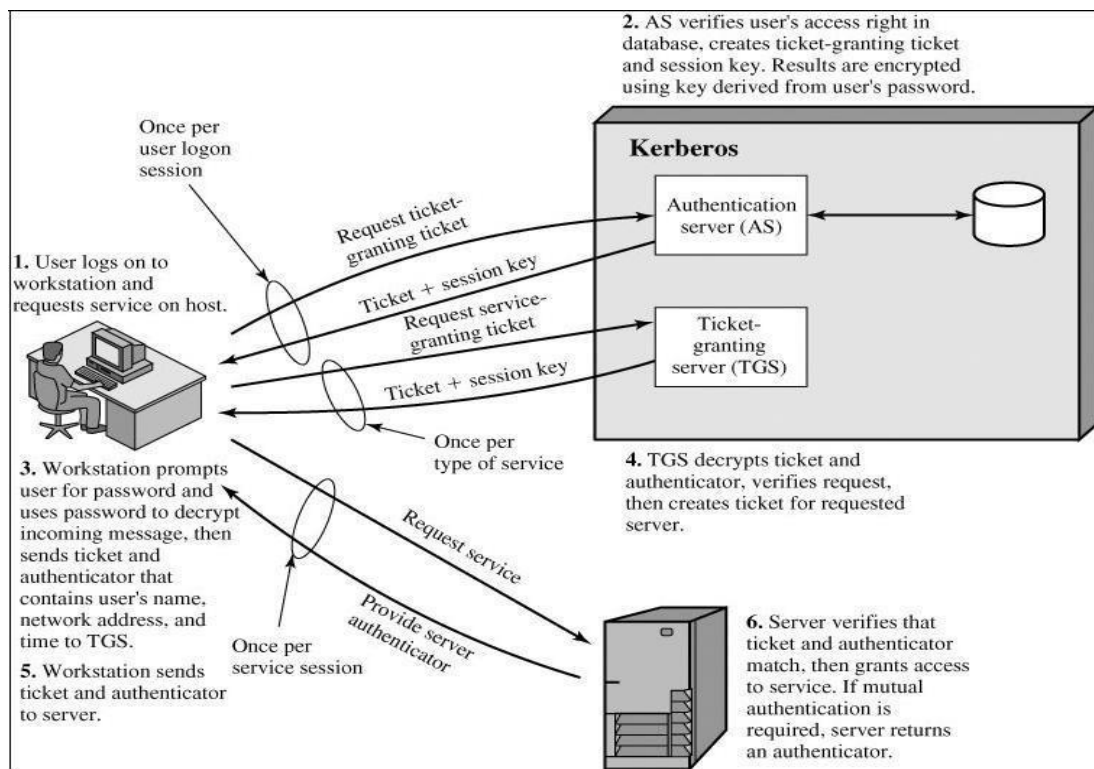 2. AS verifies user's access right in
database, creates ticket-granting ticket
and session key. Results are encrypted
using key derived from user's password.
Once per
user logon
session
Kerberos
Authentication
server (AS)
Request ticket-
granting ticket
1. User logs on to
workstation and
requests service on host.
Ticket + session key
Request service-
granting ticket
Ticket-
granting
server (TGS)
Ticket + session key
Once per
type of service
4. TGS decrypts ticket and
authenticator, verifies request,
then creates ticket for requested
server.
3. Workstation prompts
user for password and
uses password to decrypt
incoming message, then
sends ticket and
authenticator that
contains user's name,
network address, and
time to TGS.
Request service
Provide server
authenticator
Once per
service session
5. Workstation sends
ticket and authenticator
to server.
6. Server verifies that
ticket and authenticator
match, then grants access
to service. If mutual
authentication is
required, server returns
an authenticator.